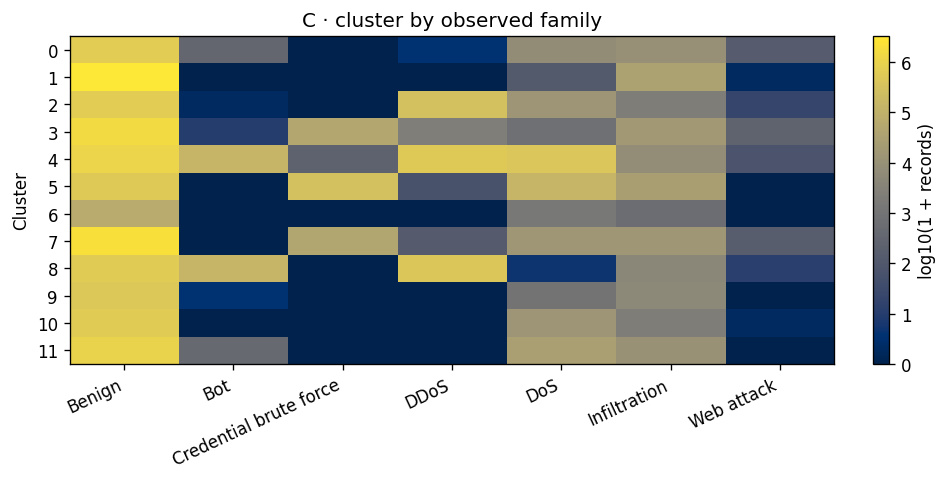 C · cluster by observed family
Cluster
0
1
2
3
4
5
6
7
8
9
10
11
Benign
Bot
Credential brute force
DDoS
DoS
Infiltration
Web attack
6
5
4
3
2
1
0
log10(1 + records)